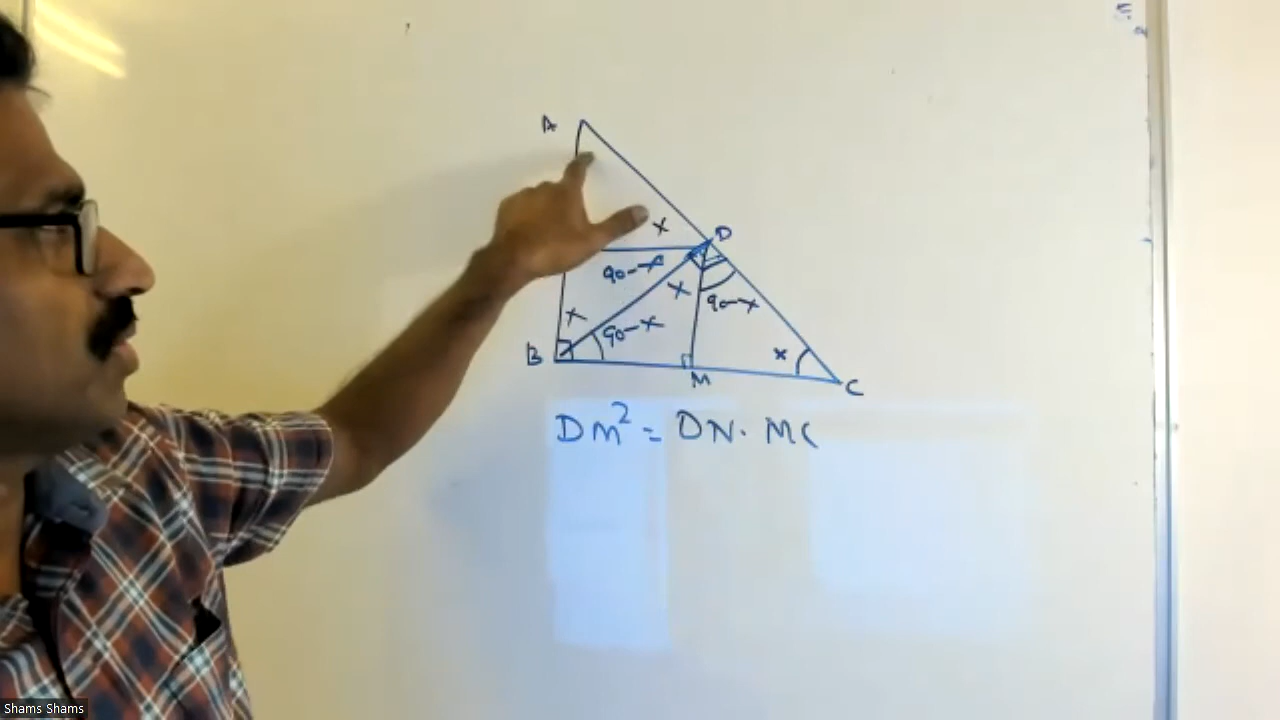 A
x
D
90-x
x
90-x
x
90-x
x
B
M
C
DM² = DN. MC
Shams Shams